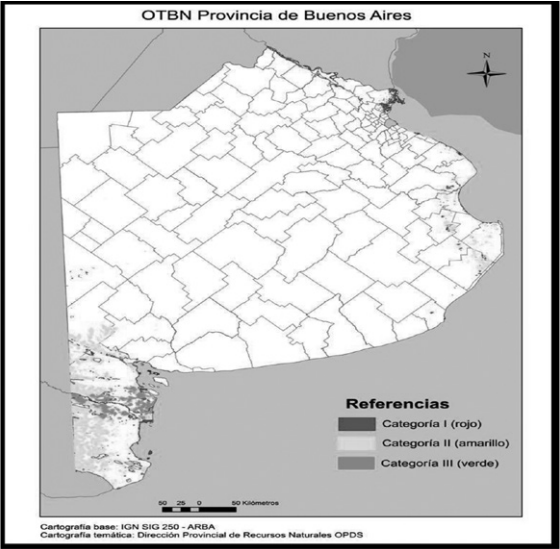 OTBN Provincia de Buenos Aires
N
Referencias
Categoría I (rojo)
Categoría II (amarillo)
Categoría III (verde)
50 25 0 50 Kilómetros
Cartografía base: IGN SIG 250 - ARBA
Cartografía temática: Dirección Provincial de Recursos Naturales OPDS